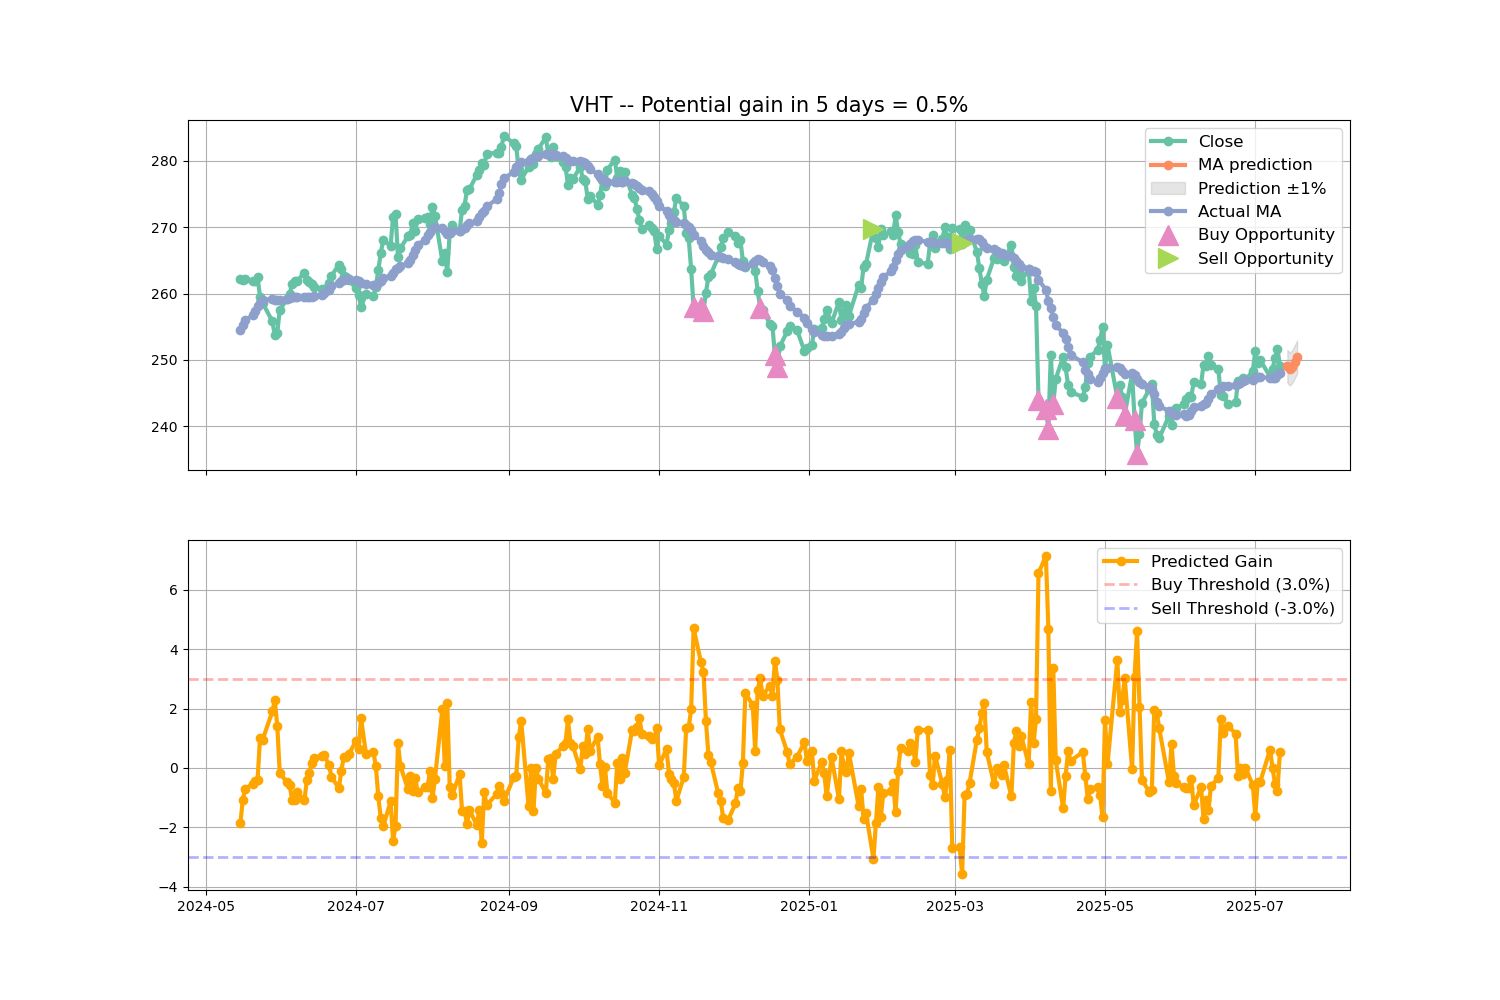 VHT -- Potential gain in 5 days = 0.5%
280
270
260
250
240
Close
MA prediction
Prediction ±1%
Actual MA
Buy Opportunity
Sell Opportunity
6
4
2
0
−2
−4
Predicted Gain
Buy Threshold (3.0%)
Sell Threshold (-3.0%)
2024-05
2024-07
2024-09
2024-11
2025-01
2025-03
2025-05
2025-07